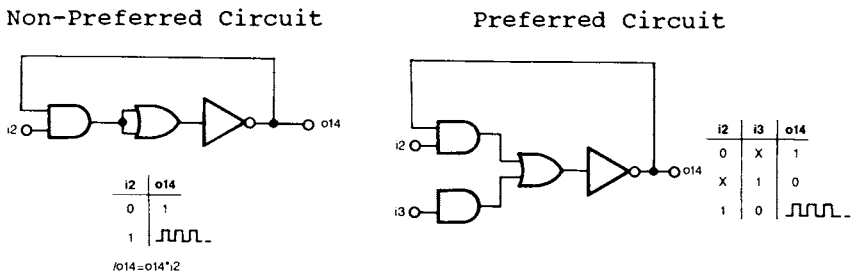 Non-Preferred Circuit
Preferred Circuit
i2
o14
i2 o14
0 1
1
/o14=o14*i2
i2
i3
o14
i2 i3 o14
0 X 1
X 1 0
1 0